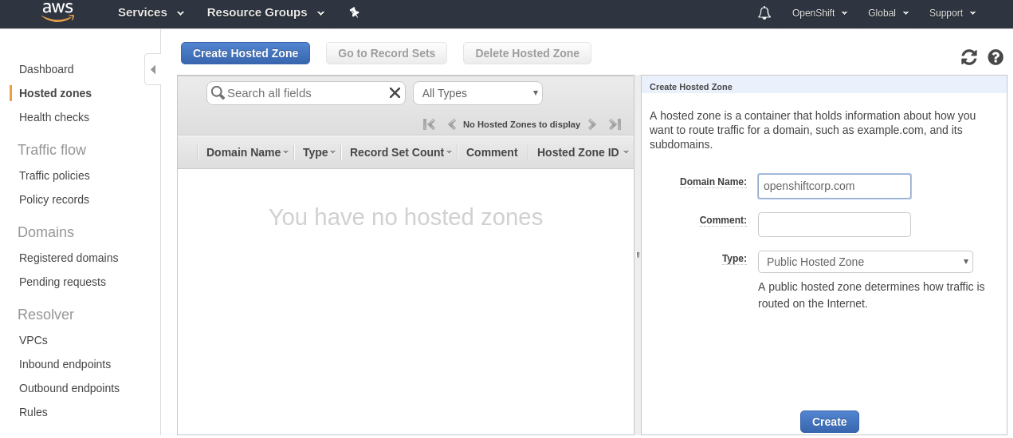 aws Services Resource Groups OpenShift Global Support
Create Hosted Zone Go to Record Sets Delete Hosted Zone
Dashboard
Hosted zones
Health checks
Traffic flow
Traffic policies
Policy records
Domains
Registered domains
Pending requests
Resolver
VPCs
Inbound endpoints
Outbound endpoints
Rules
Search all fields All Types
No Hosted Zones to display
Domain Name Type Record Set Count Comment Hosted Zone ID
You have no hosted zones
Create Hosted Zone
A hosted zone is a container that holds information about how you
want to route traffic for a domain, such as example.com, and its
subdomains.
Domain Name: openshiftcorp.com
Comment:
Type: Public Hosted Zone
A public hosted zone determines how traffic is
routed on the Internet.
Create